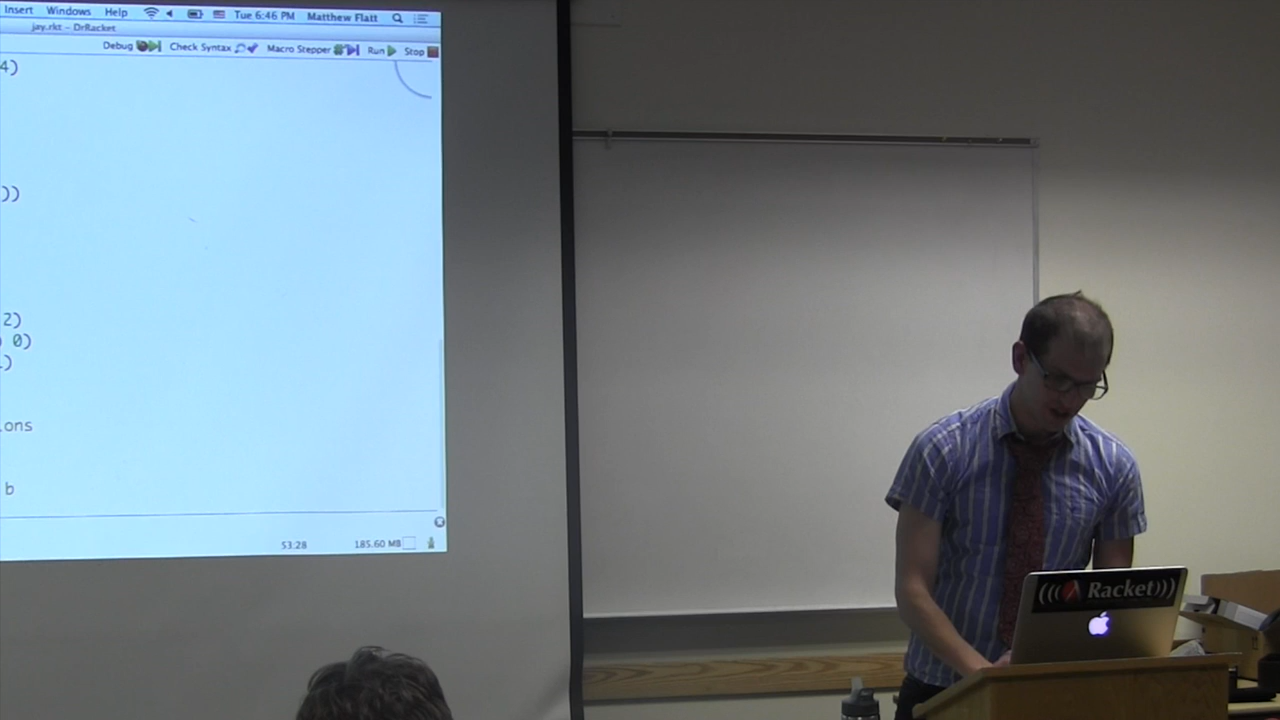 Insert Windows Help Tue 6:46 PM Matthew Flatt
jay.rkt - DrRacket
Debug Check Syntax Macro Stepper Run Stop
4)
))
2)
0)
)
ons
b
53:28 185.60 MB
(((Racket)))